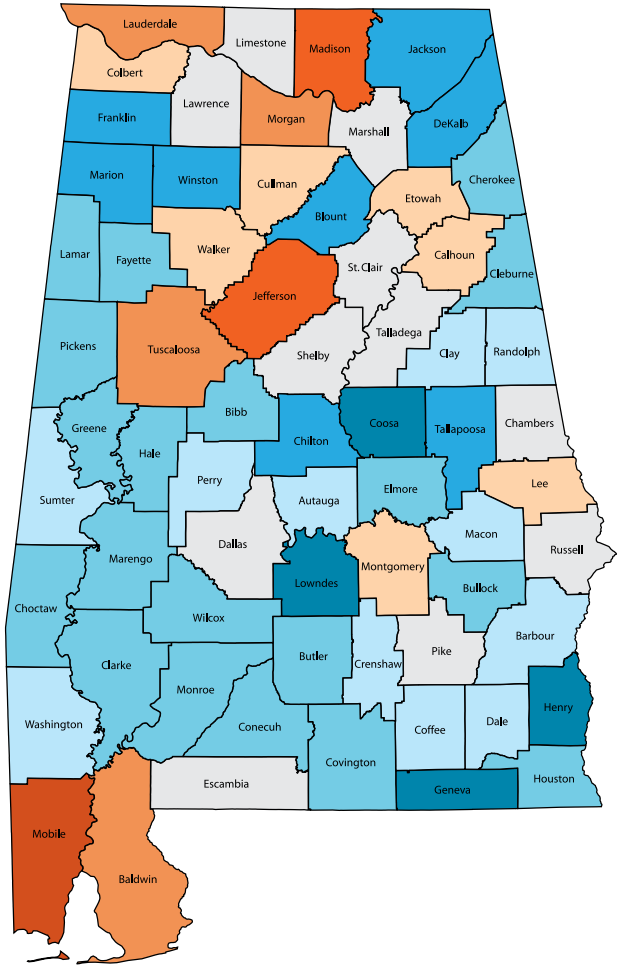 Lauderdale
Limestone
Madison
Jackson
Colbert
Lawrence
Franklin
Morgan
Marshall
DeKalb
Marion
Winston
Cullman
Cherokee
Etowah
Blount
Lamar
Fayette
Walker
St. Clair
Calhoun
Cleburne
Jefferson
Talladega
Pickens
Tuscaloosa
Shelby
Clay
Randolph
Bibb
Greene
Hale
Chilton
Coosa
Tallapoosa
Chambers
Perry
Sumter
Autauga
Elmore
Lee
Macon
Dallas
Russell
Marengo
Montgomery
Lowndes
Bullock
Choctaw
Wilcox
Barbour
Butler
Crenshaw
Pike
Clarke
Monroe
Washington
Conecuh
Coffee
Dale
Henry
Covington
Escambia
Geneva
Houston
Mobile
Baldwin